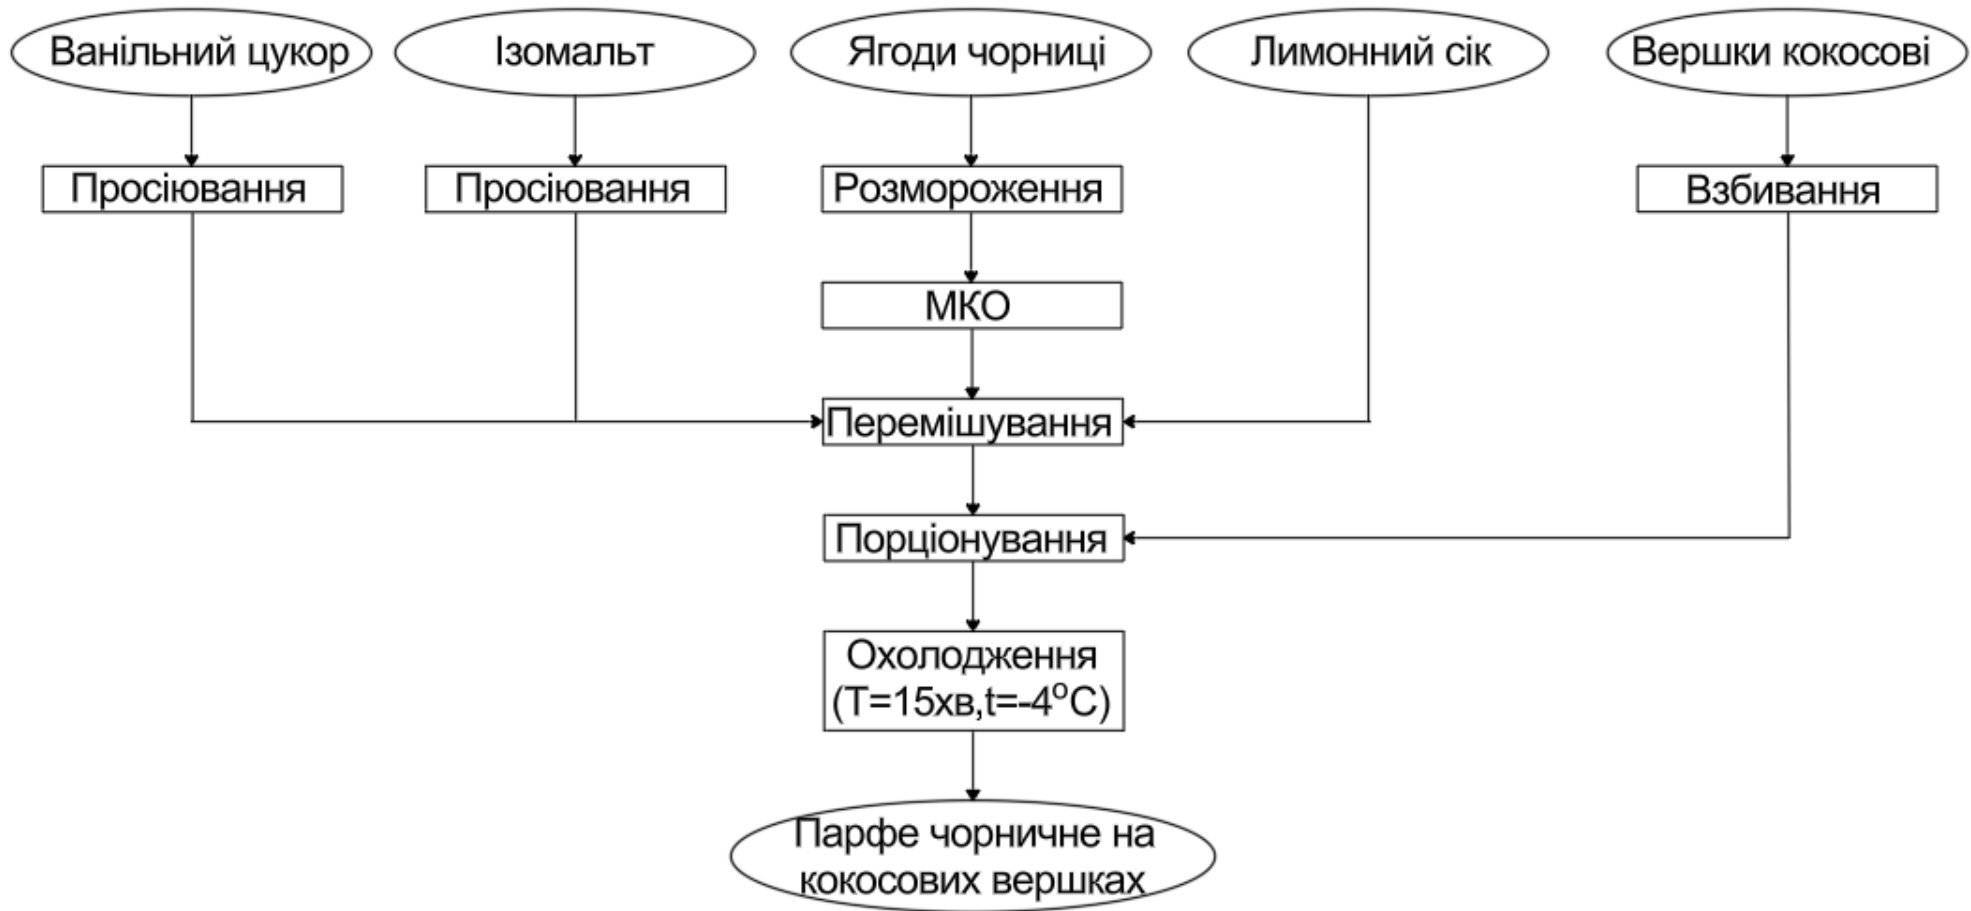 Ванільний цукор
Ізомальт
Ягоди чорниці
Лимонний сік
Вершки кокосові
Просіювання
Просіювання
Розмороження
Взбивання
МКО
Перемішування
Порціонування
Охолодження
(T=15хв,t=-4°C)
Парфе чорничне на
кокосових вершках